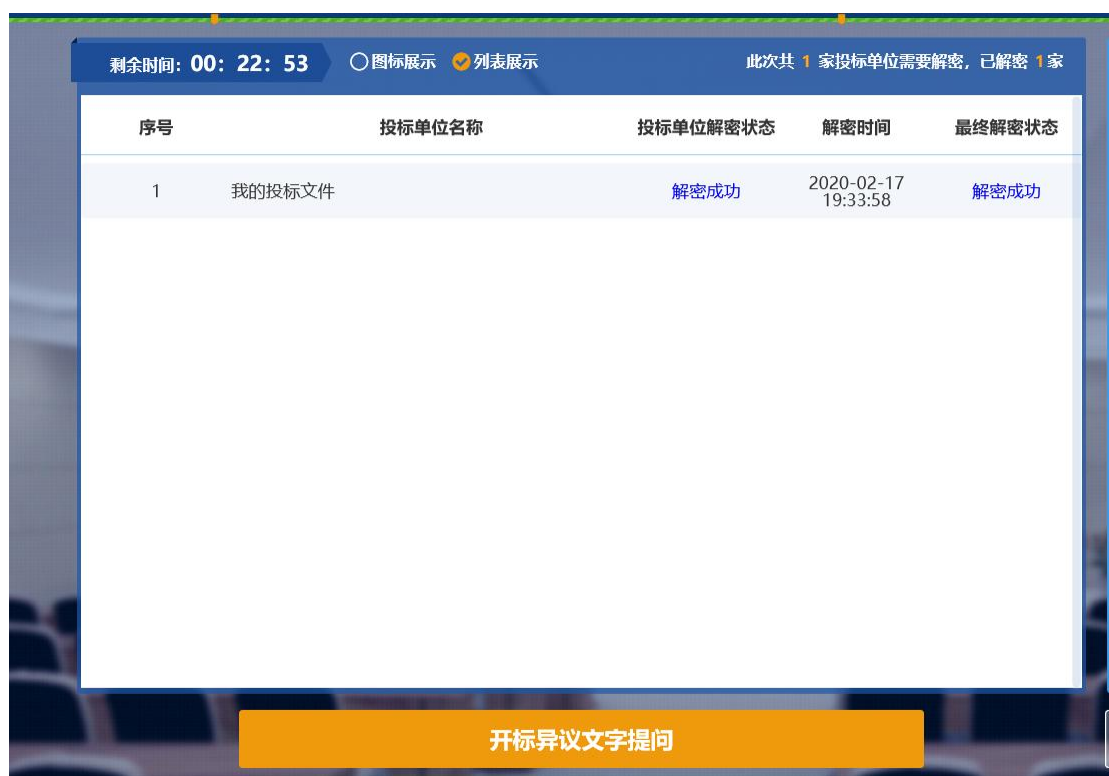 剩余时间：00：22：53 图标展示 列表展示 此次共 1 家投标单位需要解密，已解密 1家
序号 投标单位名称 投标单位解密状态 解密时间 最终解密状态
1 我的投标文件 解密成功 2020-02-17 19:33:58 解密成功
开标异议文字提问